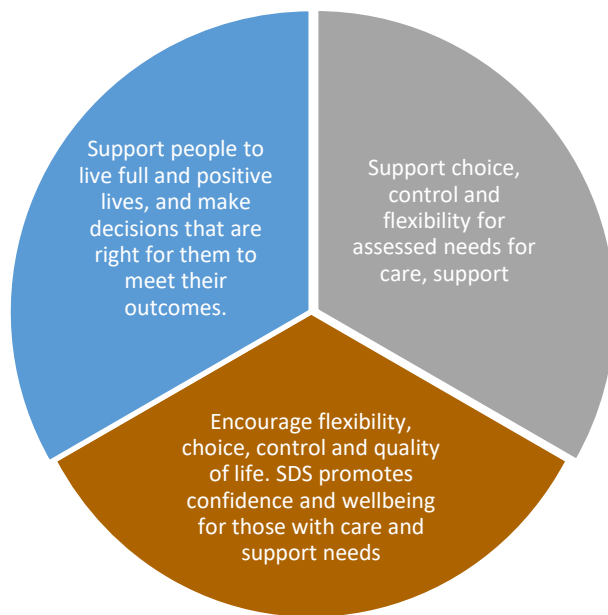 Support people to
live full and positive
lives, and make
decisions that are
right for them to
meet their
outcomes.
Support choice,
control and
flexibility for
assessed needs for
care, support
Encourage flexibility,
choice, control and quality
of life. SDS promotes
confidence and wellbeing
for those with care and
support needs